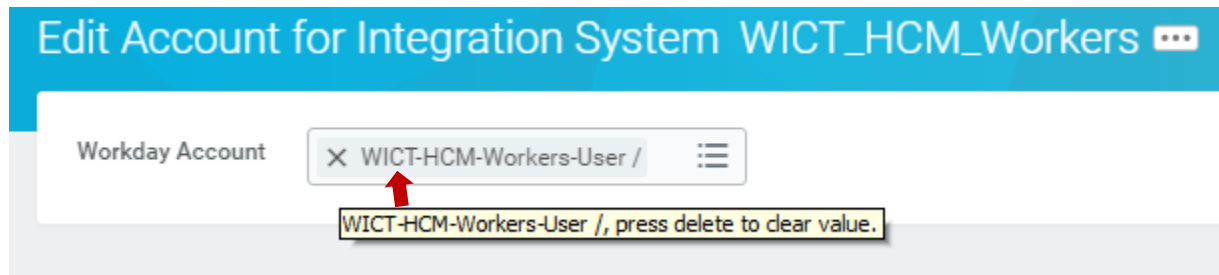 Edit Account for Integration System WICT_HCM_Workers
Workday Account
WICT-HCM-Workers-User /
WICT-HCM-Workers-User /, press delete to clear value.